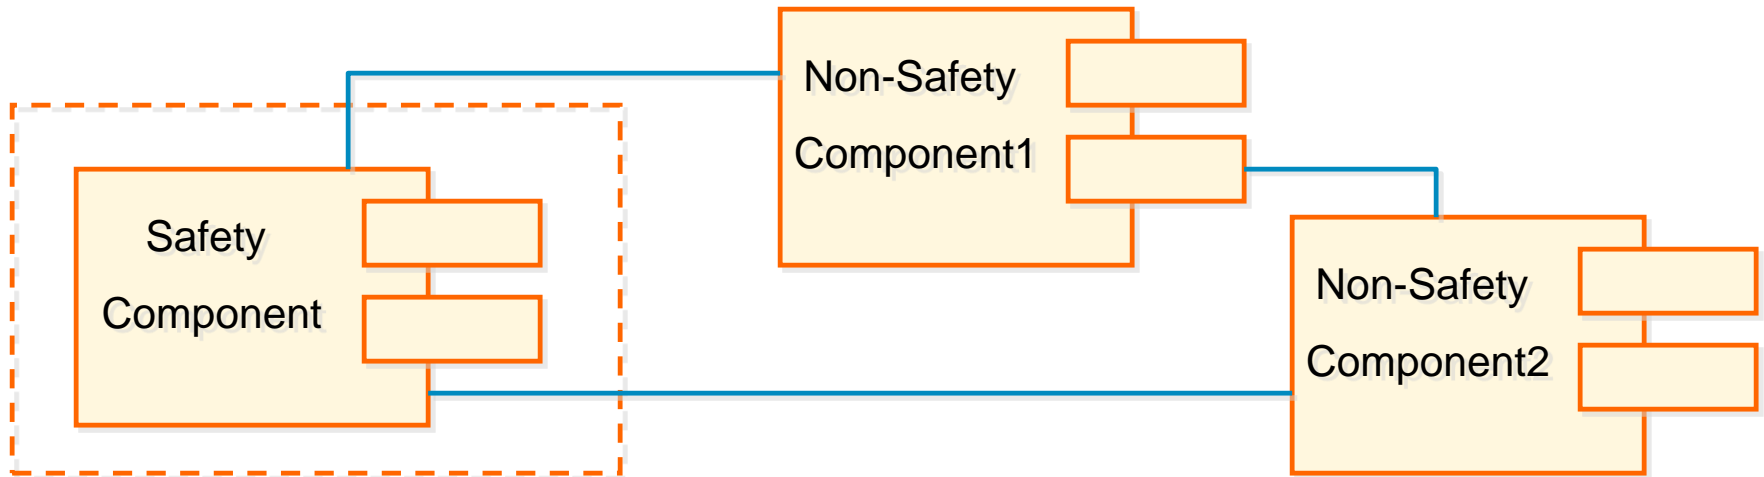 Non-Safety
Component1
Safety
Component
Non-Safety
Component2